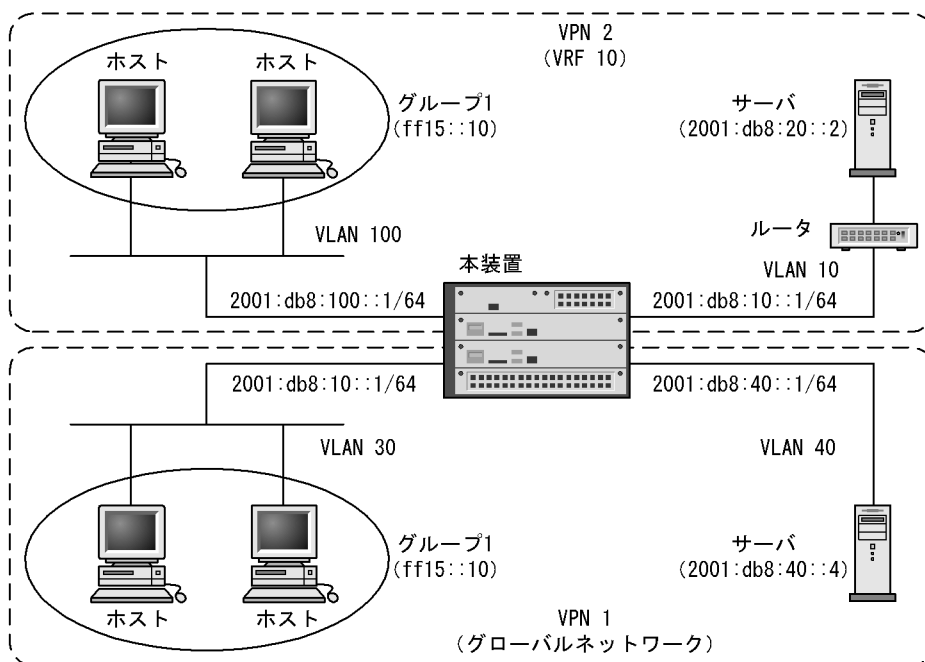 VPN 2
(VRF 10)
ホスト
ホスト
グループ1
(ff15::10)
サーバ
(2001:db8:20::2)
VLAN 100
ルータ
本装置
VLAN 10
2001:db8:100::1/64
2001:db8:10::1/64
2001:db8:10::1/64
2001:db8:40::1/64
VLAN 30
VLAN 40
グループ1
(ff15::10)
サーバ
(2001:db8:40::4)
ホスト
ホスト
VPN 1
(グローバルネットワーク)